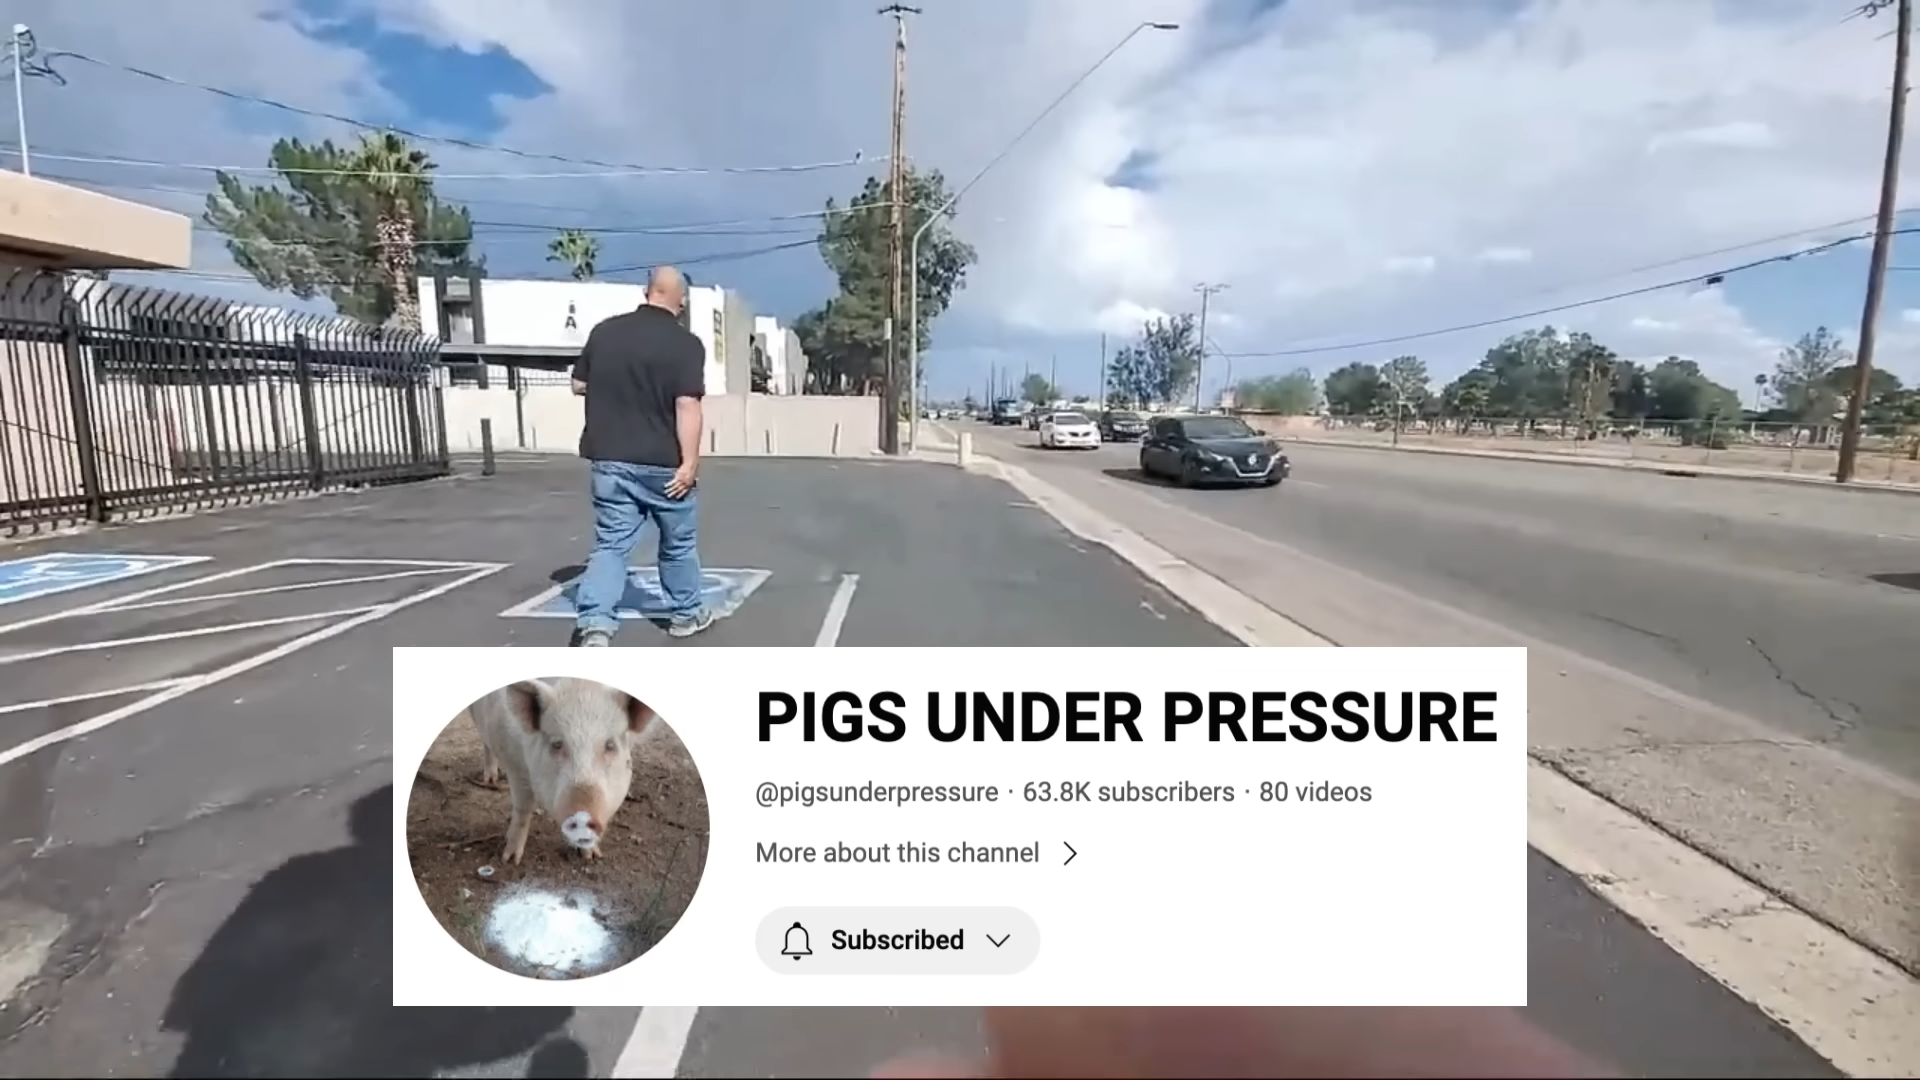 PIGS UNDER PRESSURE
@pigsunderpressure · 63.8K subscribers · 80 videos
More about this channel
Subscribed